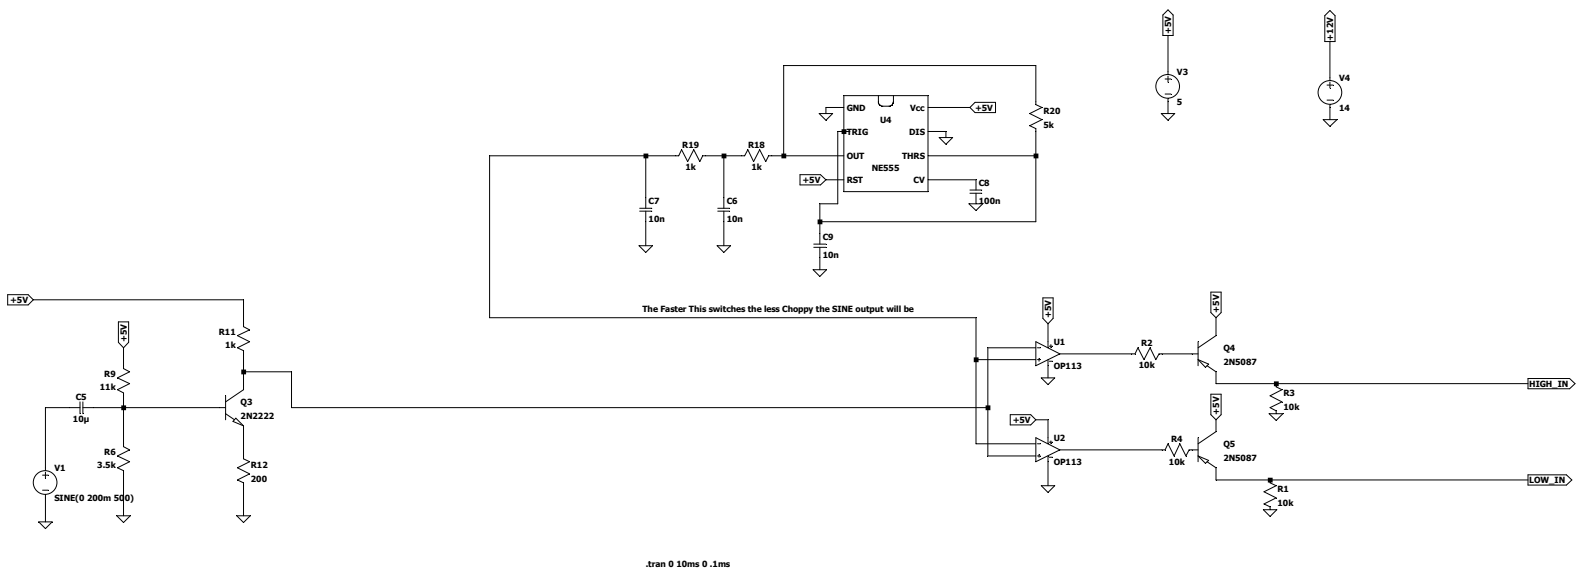 +5V
+12V
V3
5
V4
14
GND
Vcc
+5V
U4
R20
5k
TRIG
DIS
R19
1k
R18
1k
OUT
THRS
NE555
+5V
RST
CV
C8
100n
C7
10n
C6
10n
C9
10n
+5V
The Faster This switches the less Choppy the SINE output will be
+5V
+5V
+5V
R11
1k
U1
OP113
R2
10k
Q4
2N5087
R9
11k
HIGH_IN
R3
10k
C5
10µ
Q3
2N2222
+5V
+5V
U2
OP113
R4
10k
Q5
2N5087
R6
3.5k
R12
200
V1
SINE(0 200m 500)
LOW_IN
R1
10k
.tran 0 10ms 0 .1ms